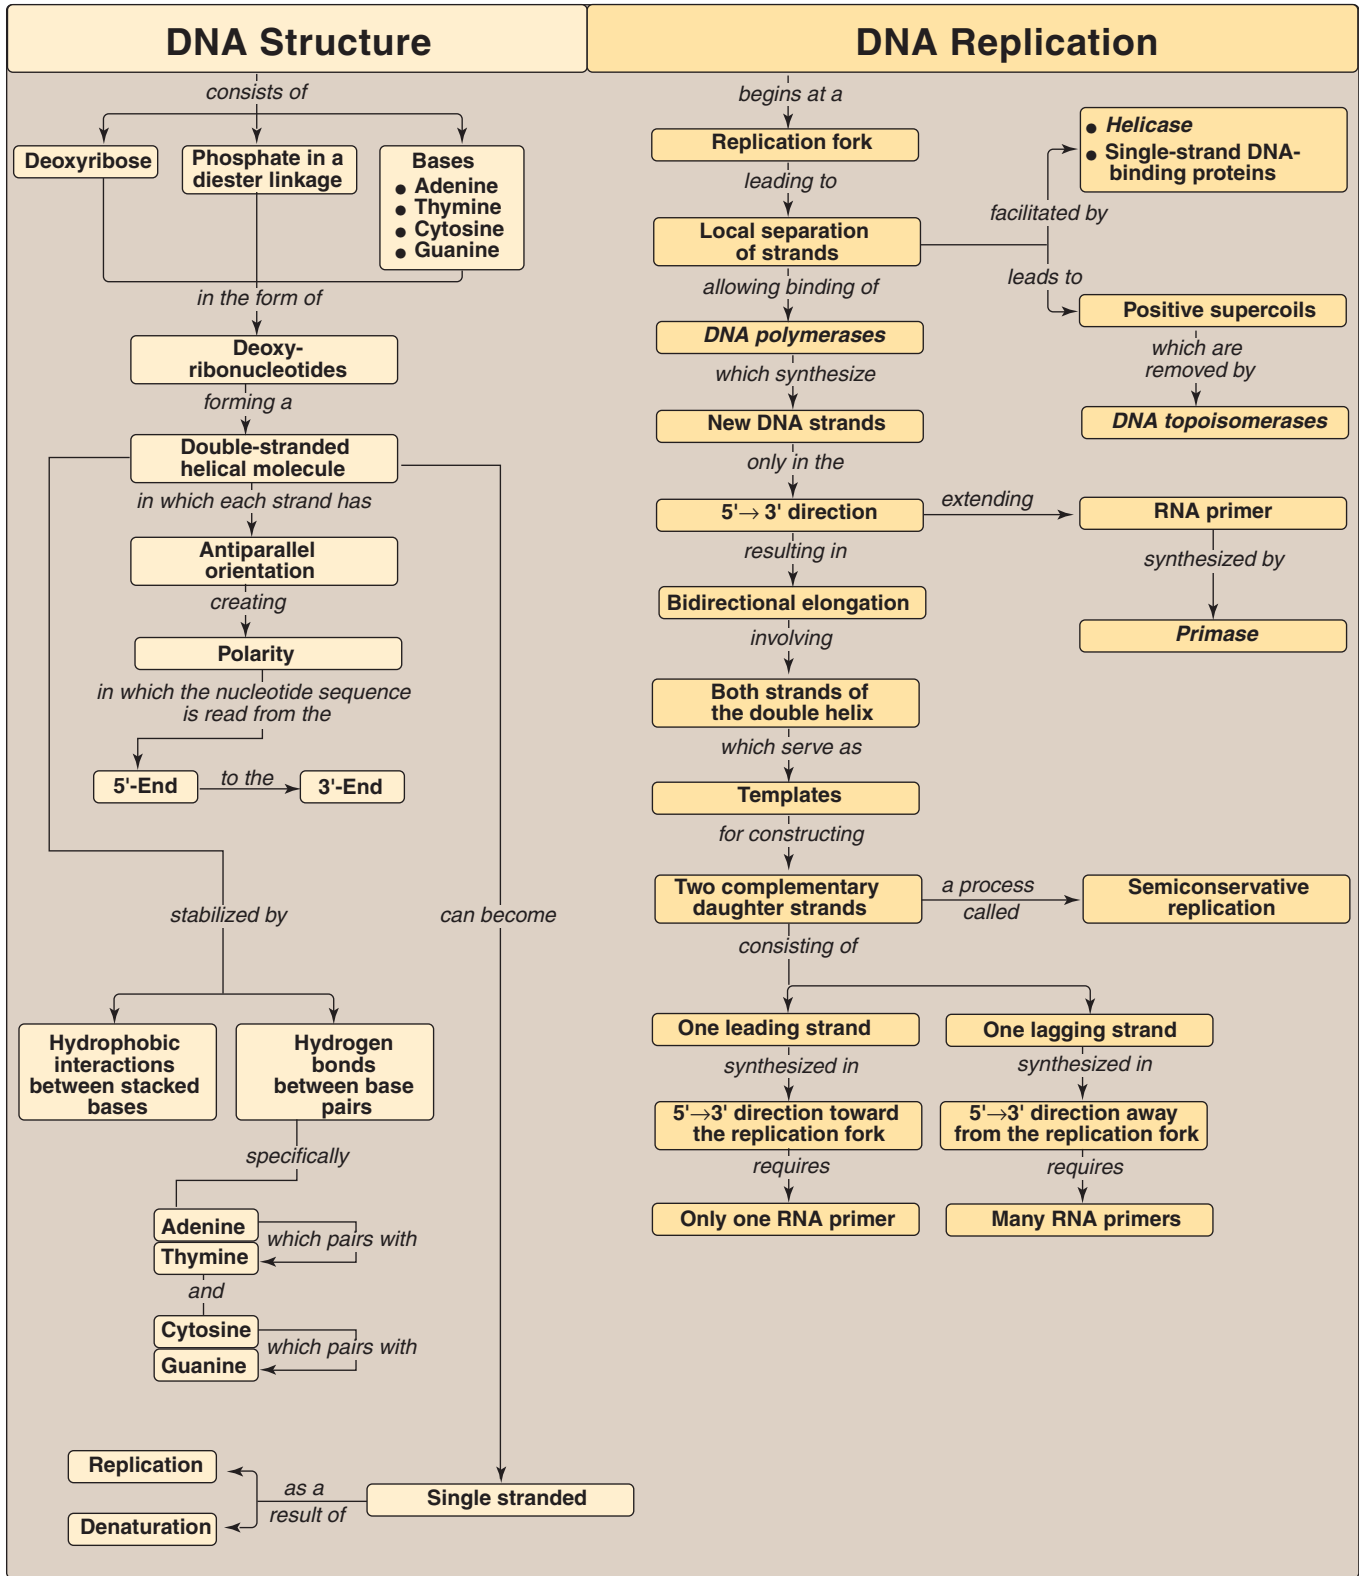 DNA Structure
consists of
Deoxyribose
Phosphate in a
diester linkage
Bases
● Adenine
● Thymine
● Cytosine
● Guanine
in the form of
Deoxy-
ribonucleotides
forming a
Double-stranded
helical molecule
in which each strand has
Antiparallel
orientation
creating
Polarity
in which the nucleotide sequence
is read from the
5'-End
to the
3'-End
stabilized by
can become
Hydrophobic
interactions
between stacked
bases
Hydrogen
bonds
between base
pairs
specifically
Adenine
which pairs with
Thymine
and
Cytosine
which pairs with
Guanine
Replication
Denaturation
as a
result of
Single stranded
DNA Replication
begins at a
Replication fork
leading to
Local separation
of strands
facilitated by
● Helicase
● Single-strand DNA-
binding proteins
leads to
Positive supercoils
which are
removed by
DNA topoisomerases
allowing binding of
DNA polymerases
which synthesize
New DNA strands
only in the
5'→ 3' direction
extending
RNA primer
synthesized by
Primase
resulting in
Bidirectional elongation
involving
Both strands of
the double helix
which serve as
Templates
for constructing
Two complementary
daughter strands
a process
called
Semiconservative
replication
consisting of
One leading strand
synthesized in
5'→3' direction toward
the replication fork
requires
Only one RNA primer
One lagging strand
synthesized in
5'→3' direction away
from the replication fork
requires
Many RNA primers